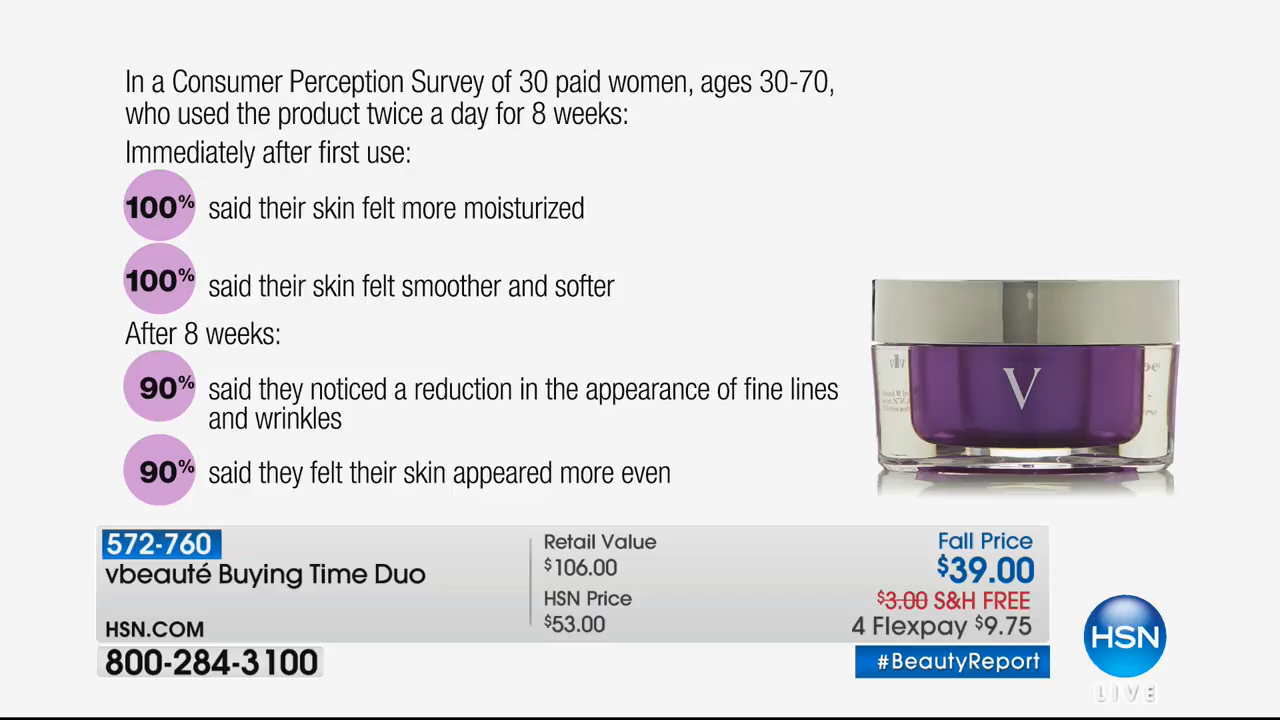 In a Consumer Perception Survey of 30 paid women, ages 30-70,
who used the product twice a day for 8 weeks:
Immediately after first use:
100% said their skin felt more moisturized
100% said their skin felt smoother and softer
After 8 weeks:
90% said they noticed a reduction in the appearance of fine lines
and wrinkles
90% said they felt their skin appeared more even
V
572-760
vbeauté Buying Time Duo
HSN.COM
800-284-3100
Retail Value
$106.00
HSN Price
$53.00
Fall Price
$39.00
$3.00 S&H FREE
4 Flexpay $9.75
#BeautyReport
HSN
LIVE